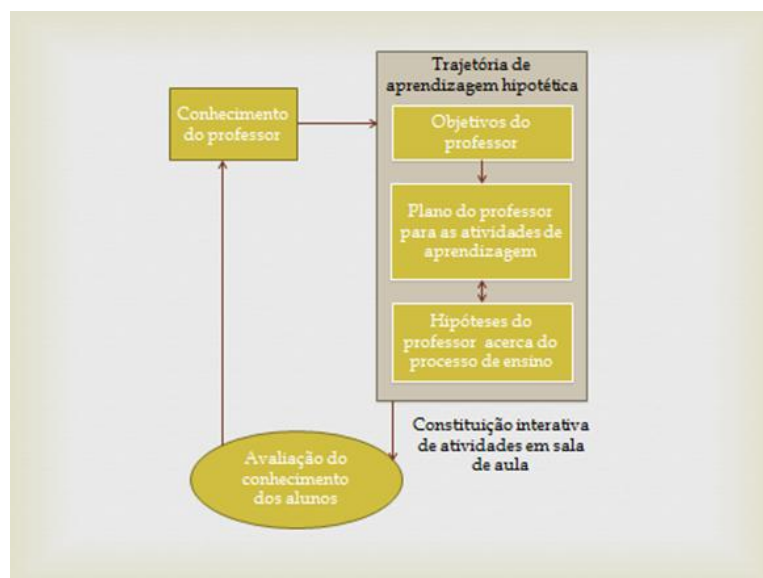 Trajetória de
aprendizagem hipotética
Conhecimento
do professor
Objetivos do
professor
Plano do professor
para as atividades de
aprendizagem
Hipóteses do
professor acerca do
processo de ensino
Constituição interativa
de atividades em sala
de aula
Avaliação do
conhecimento
dos alunos